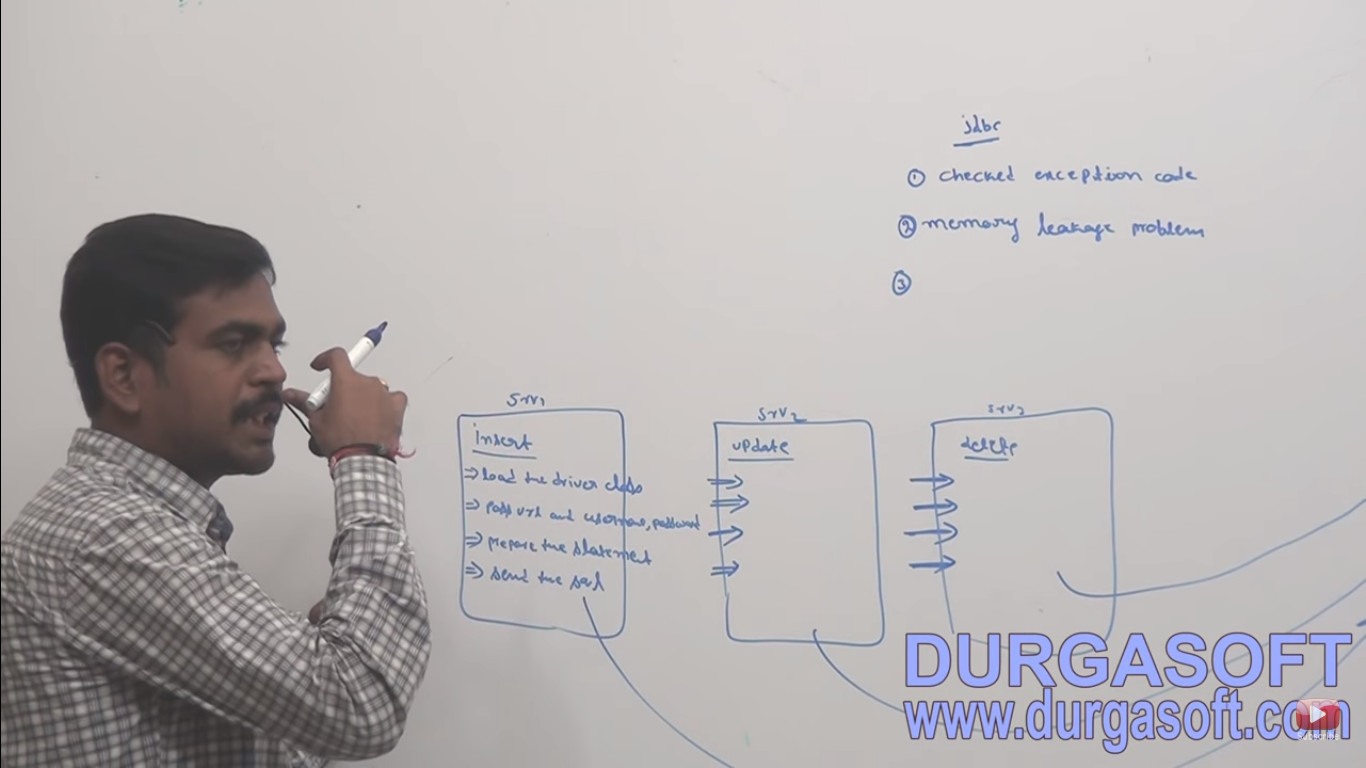 jdbc
① checked exception code
② memory leakage problem
③
Srv1
insert
⇒ load the driver class
⇒ pass url and username, password
⇒ prepare the statement
⇒ send the sql
Srv2
update
Srv3
delete
DURGASOFT
www.durgasoft.com
Subscribe